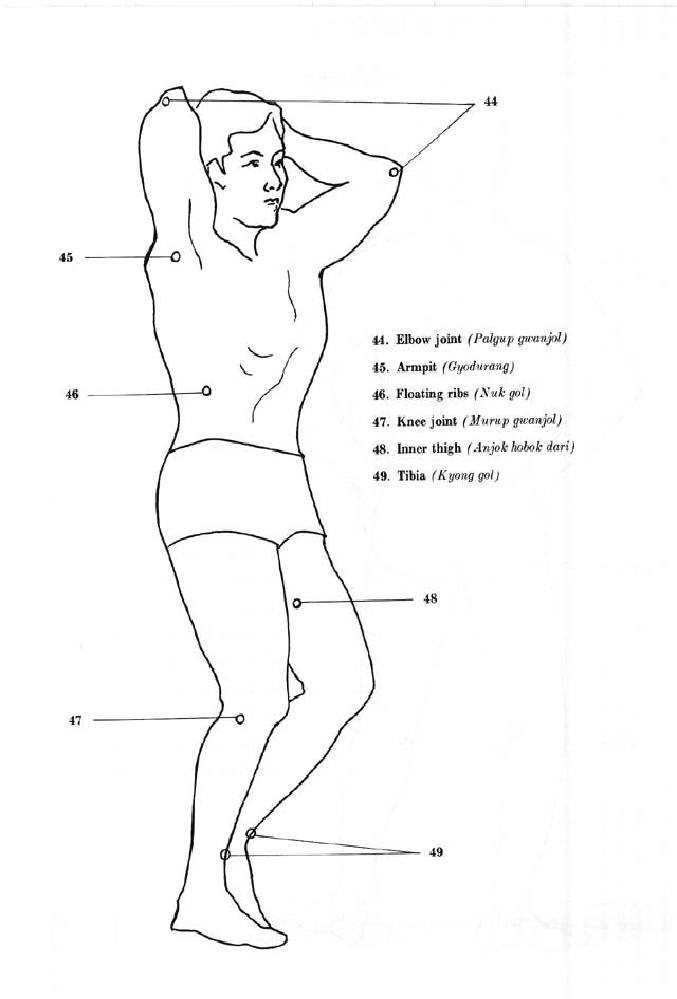 44
45
44. Elbow joint (Palgup gwanjol)
45. Armpit (Gyodurang)
46. Floating ribs (Nuk gol)
47. Knee joint (Murup gwanjol)
48. Inner thigh (Anjok hobok dari)
49. Tibia (Kyong gol)
46
48
47
49